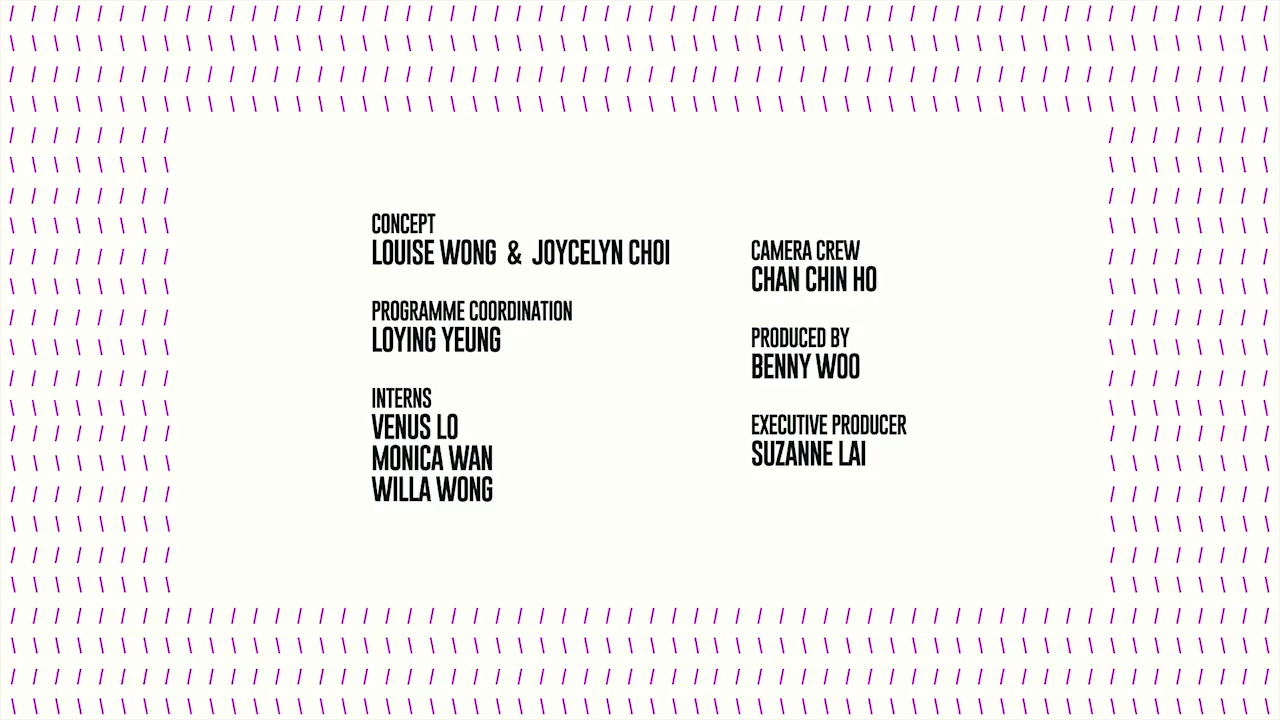 CONCEPT
LOUISE WONG & JOYCELYN CHOI
PROGRAMME COORDINATION
LOYING YEUNG
INTERNS
VENUS LO
MONICA WAN
WILLA WONG
CAMERA CREW
CHAN CHIN HO
PRODUCED BY
BENNY WOO
EXECUTIVE PRODUCER
SUZANNE LAI